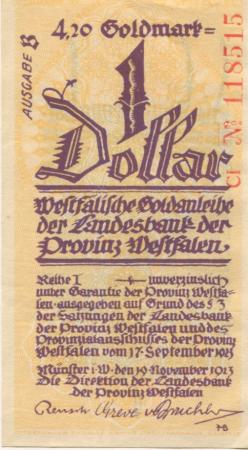 AUSGABE B
4,20 Goldmark =
1
Dollar
Ci № 118515
Westfälische Goldanleihe
der Landesbank der
Provinz Westfalen.
Reihe I unverzinslich
unter Garantie der Provinz Westfa-
len-ausgegeben auf Grund des § 3
der Satzungen der Landesbank
der Provinz Westfalen und des
Provinzialausschusses der Provinz
Westfalen vom 17. September 1923
Münster i-W. den 19. November 1923
Die Direktion der Landesbank
der Provinz Westfalen